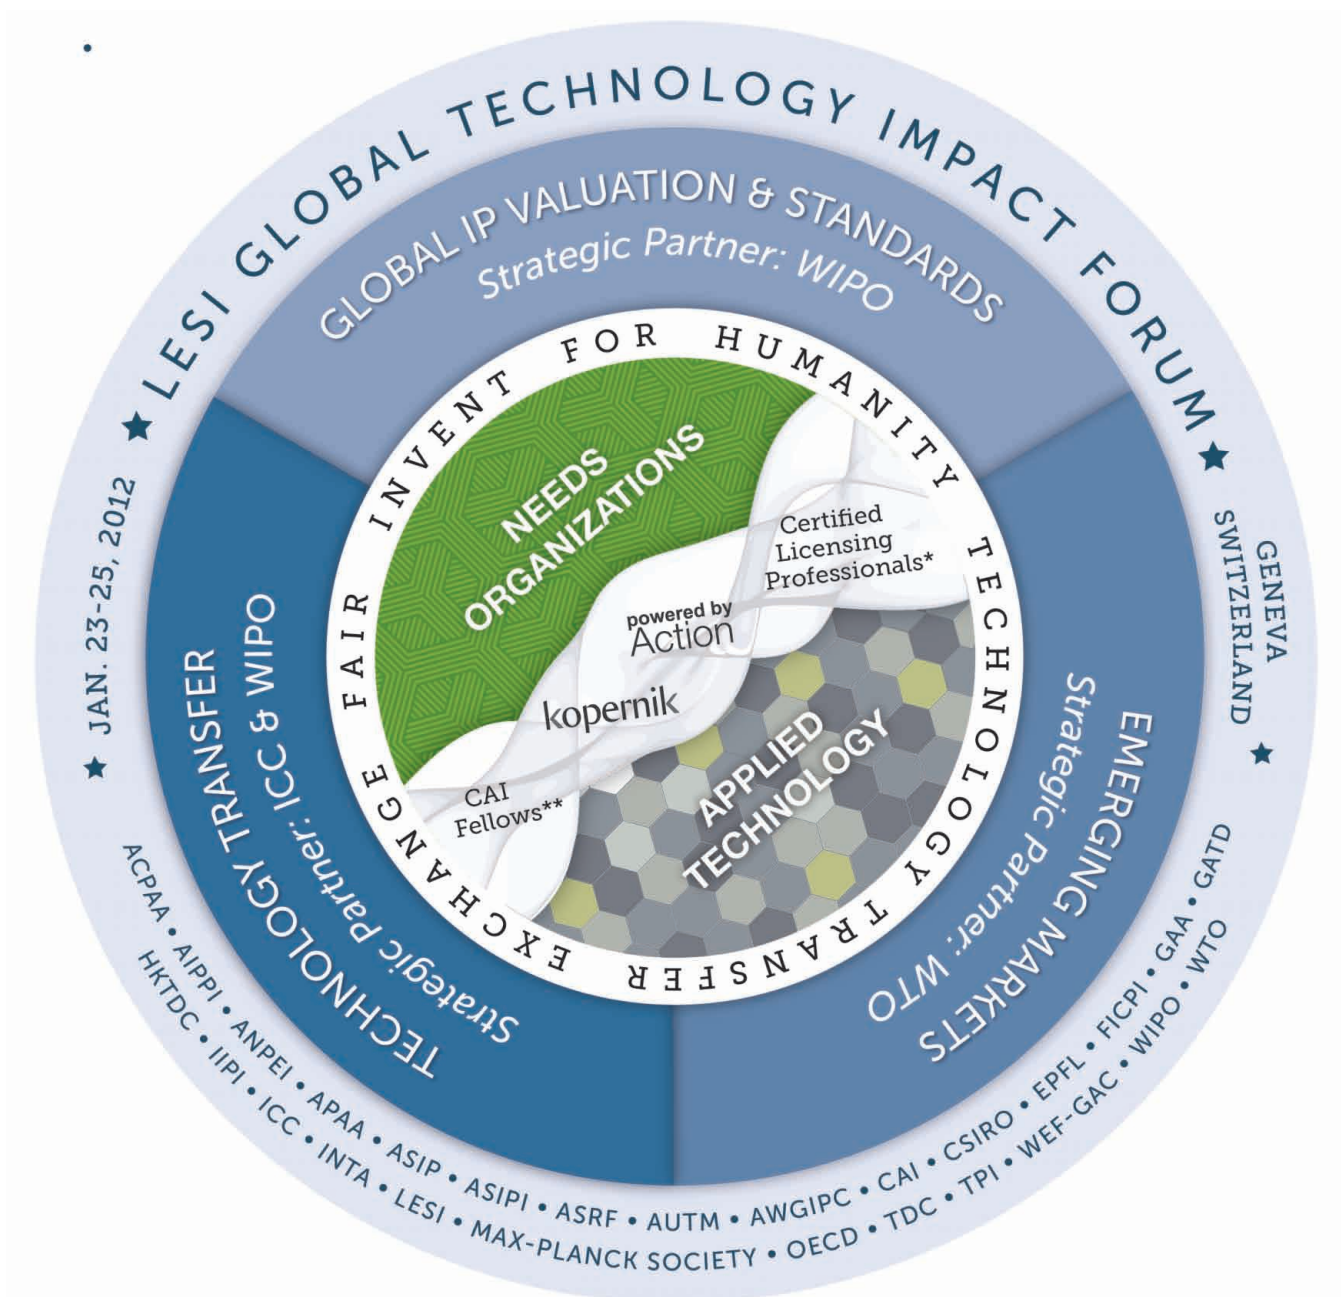 ★ LESI GLOBAL TECHNOLOGY IMPACT FORUM ★
JAN. 23-25, 2012 ★
GENEVA
SWITZERLAND ★
GLOBAL IP VALUATION & STANDARDS
Strategic Partner: WIPO
TECHNOLOGY TRANSFER
Strategic Partner: ICC & WIPO
EMERGING MARKETS
Strategic Partner: WTO
INVENT FOR HUMANITY TECHNOLOGY TRANSFER EXCHANGE FAIR
NEEDS
ORGANIZATIONS
Certified
Licensing
Professionals*
powered by
Action
kopernik
CAI
Fellows**
APPLIED
TECHNOLOGY
ACPAA • AIPPI • ANPEI • APAA • ASIP • ASIPI • ASRF • AUTM • AWGIPC • CAI • CSIRO • EPFL • FICPI • GAA • GATD
HKTDC • IIPI • ICC • INTA • LESI • MAX-PLANCK SOCIETY • OECD • TDC • TPI • WEF-GAC • WIPO • WTO